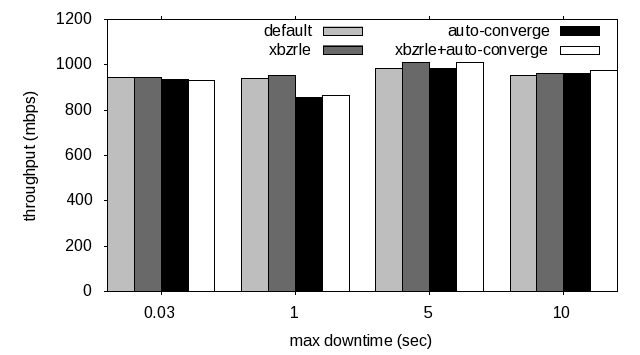 1200
1000
800
600
400
200
0
throughput (mbps)
default
xbzrle
auto-converge
xbzrle+auto-converge
0.03 1 5 10
max downtime (sec)